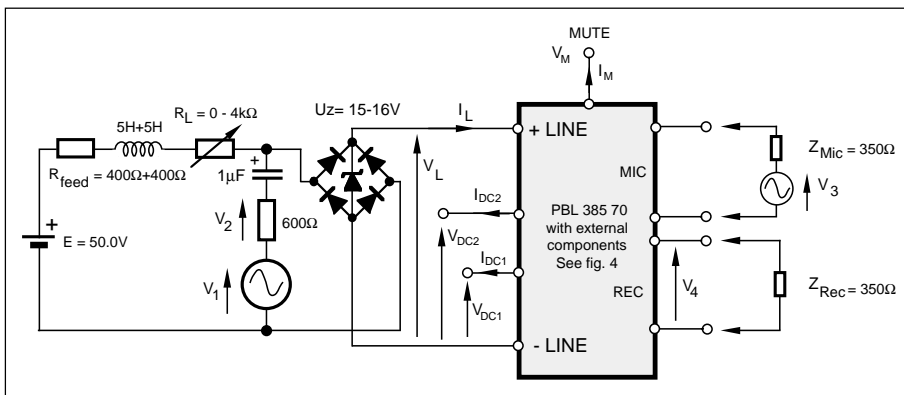 MUTE
V_M
I_M
Uz= 15-16V
R_L = 0 - 4kΩ
5H+5H
I_L
+ LINE
R_feed = 400Ω+400Ω
+
1µF
V_L
MIC
Z_Mic = 350Ω
V_3
I_DC2
V_2
600Ω
PBL 385 70
with external
components
See fig. 4
+
E = 50.0V
V_DC2
I_DC1
REC
V_4
Z_Rec = 350Ω
V_1
V_DC1
- LINE